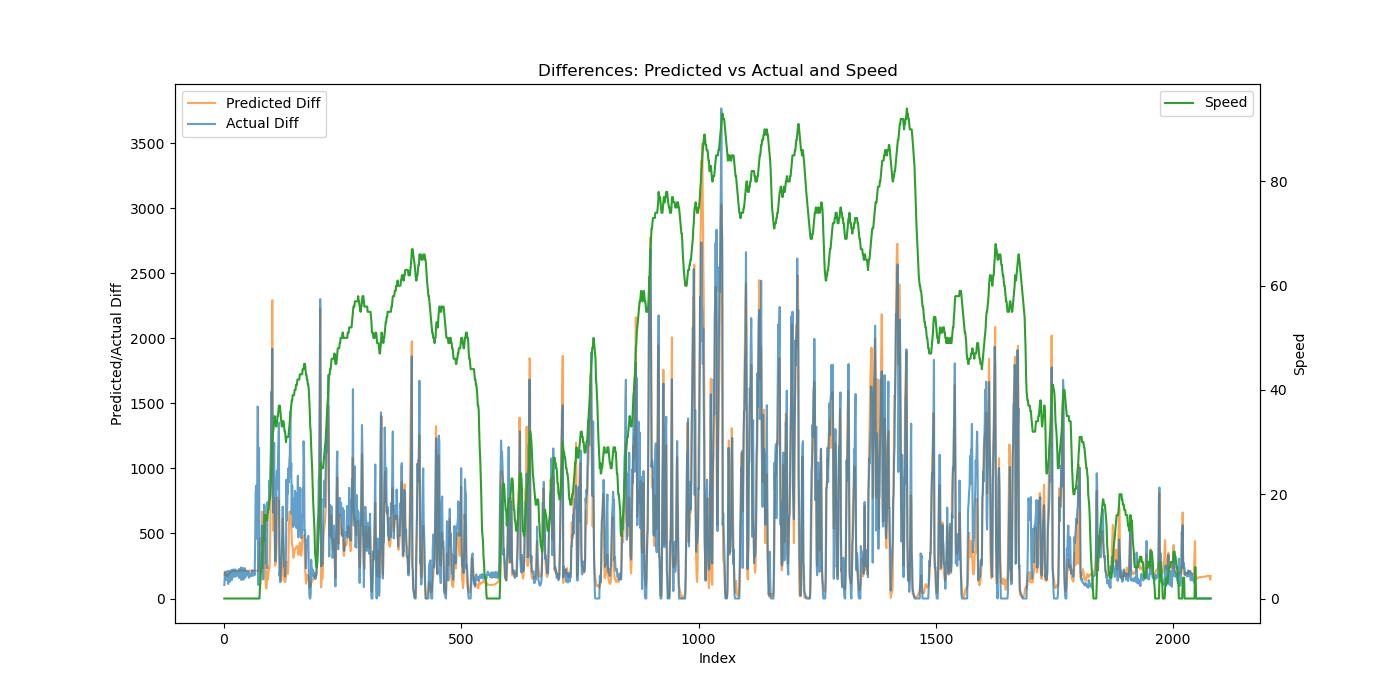 Differences: Predicted vs Actual and Speed
Predicted Diff
Actual Diff
Speed
3500
3000
2500
2000
1500
1000
500
0
Predicted/Actual Diff
80
60
40
20
0
Speed
0
500
1000
1500
2000
Index